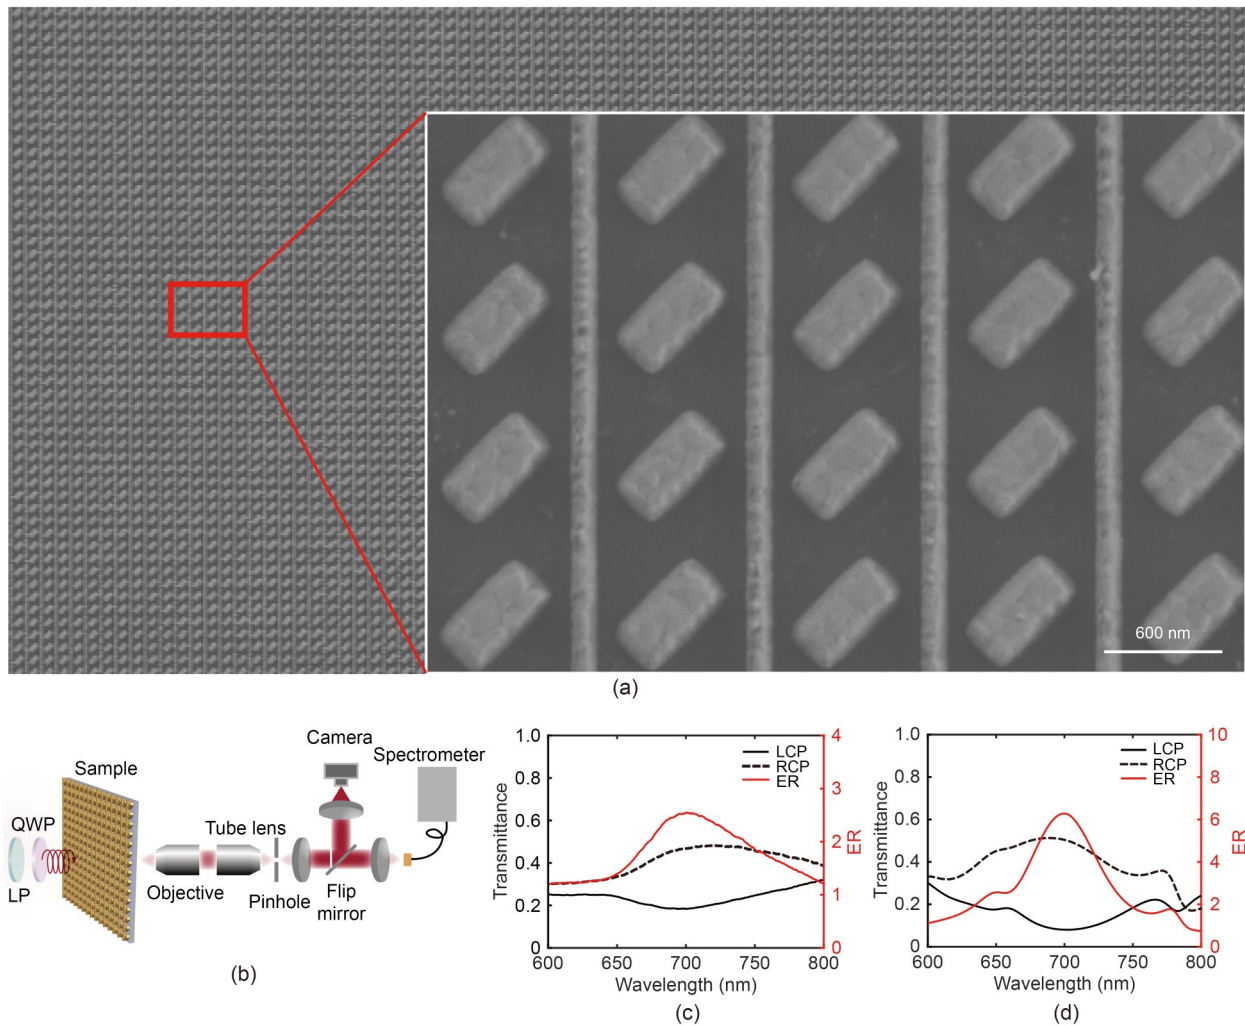 600 nm
(a)
Camera
Spectrometer
Sample
QWP
Tube lens
LP
Objective
Pinhole
Flip
mirror
(b)
1.0
0.8
0.6
0.4
0.2
0
Transmittance
LCP
RCP
ER
4
3
2
1
0
ER
600
650
700
750
800
Wavelength (nm)
(c)
1.0
0.8
0.6
0.4
0.2
0
Transmittance
LCP
RCP
ER
10
8
6
4
2
0
ER
600
650
700
750
800
Wavelength (nm)
(d)